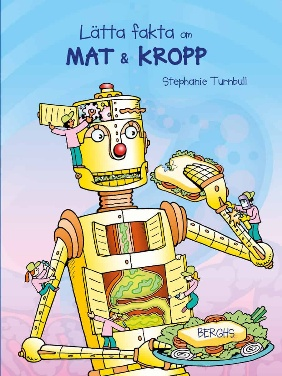 Lätta fakta om
MAT & KROPP
Stephanie Turnbull
BERGHS